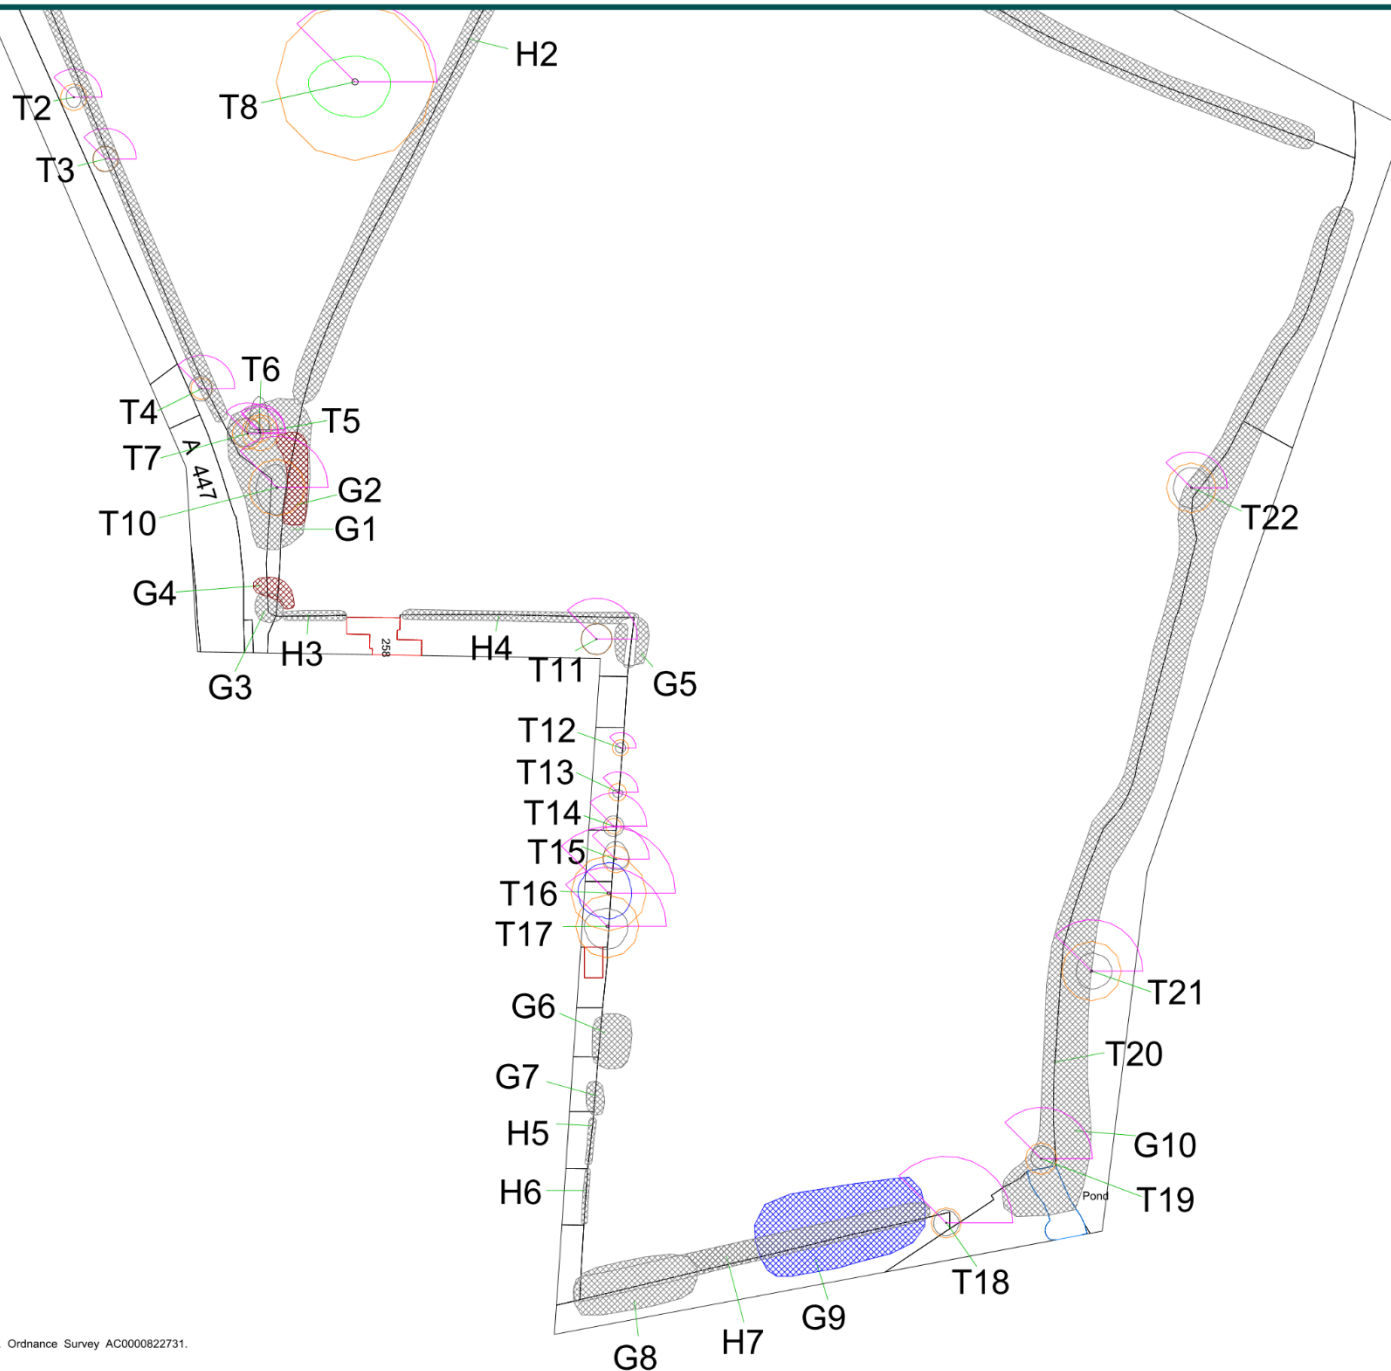 H2
T2
T8
T3
T6
T4
T5
T7
A 447
G2
T10
G1
T22
G4
258
H3
H4
T11
G3
G5
T12
T13
T14
T15
T16
T17
T21
G6
T20
G7
H5
G10
H6
Pond
T19
T18
G9
H7
G8
. Ordnance Survey AC0000822731.